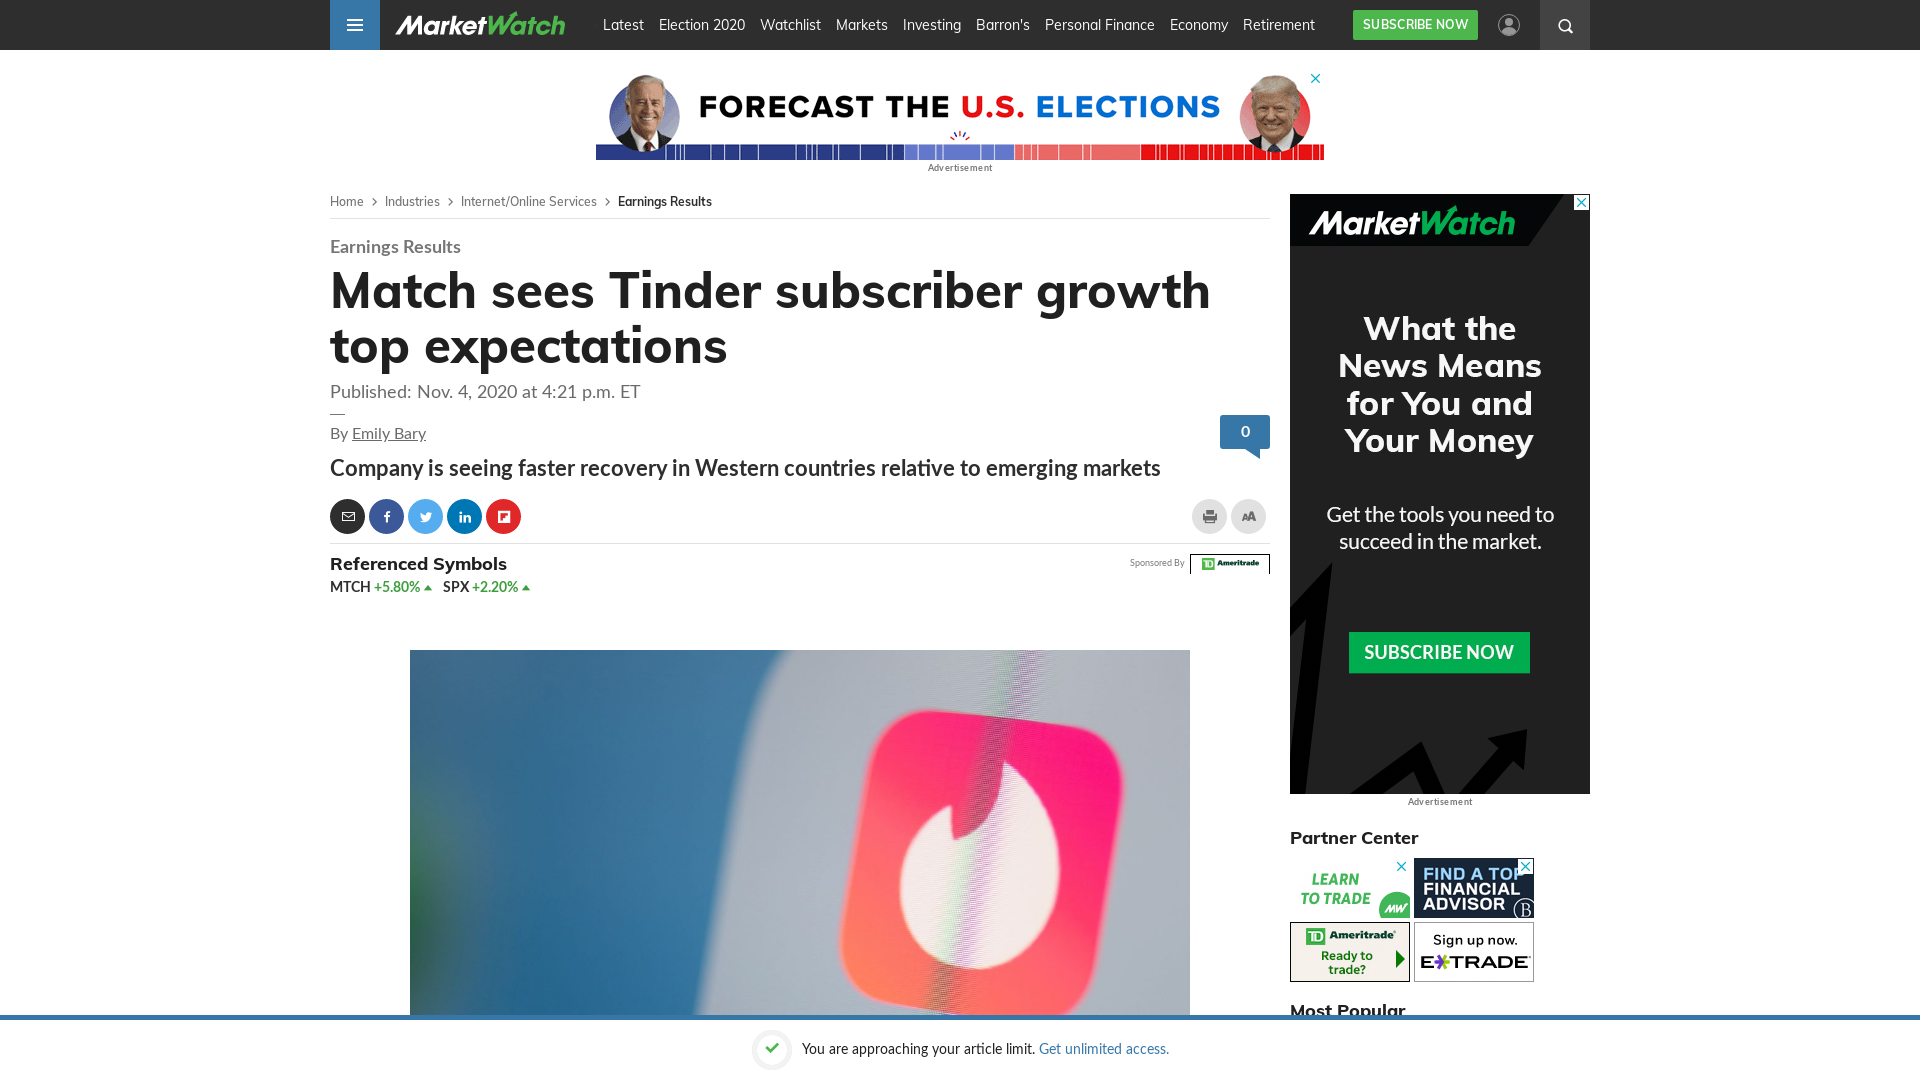 MarketWatch
Latest Election 2020 Watchlist Markets Investing Barron's Personal Finance Economy Retirement
SUBSCRIBE NOW
FORECAST THE U.S. ELECTIONS
Advertisement
Home > Industries > Internet/Online Services > Earnings Results
Earnings Results
Match sees Tinder subscriber growth
top expectations
Published: Nov. 4, 2020 at 4:21 p.m. ET
By Emily Bary
0
Company is seeing faster recovery in Western countries relative to emerging markets
AA
Referenced Symbols
Sponsored By
TD Ameritrade
MTCH +5.80% SPX +2.20%
MarketWatch
What the
News Means
for You and
Your Money
Get the tools you need to
succeed in the market.
SUBSCRIBE NOW
Advertisement
Partner Center
LEARN
TO TRADE
MW
FIND A TOP
FINANCIAL
ADVISOR
B
TD Ameritrade
Ready to
trade?
Sign up now.
E*TRADE
Most Popular
You are approaching your article limit. Get unlimited access.